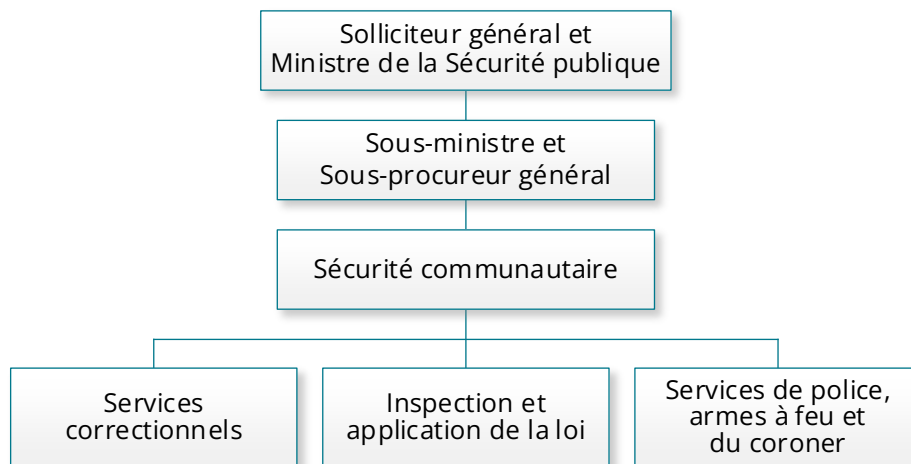 Solliciteur général et
Ministre de la Sécurité publique
Sous-ministre et
Sous-procureur général
Sécurité communautaire
Services
correctionnels
Inspection et
application de la loi
Services de police,
armes à feu et
du coroner